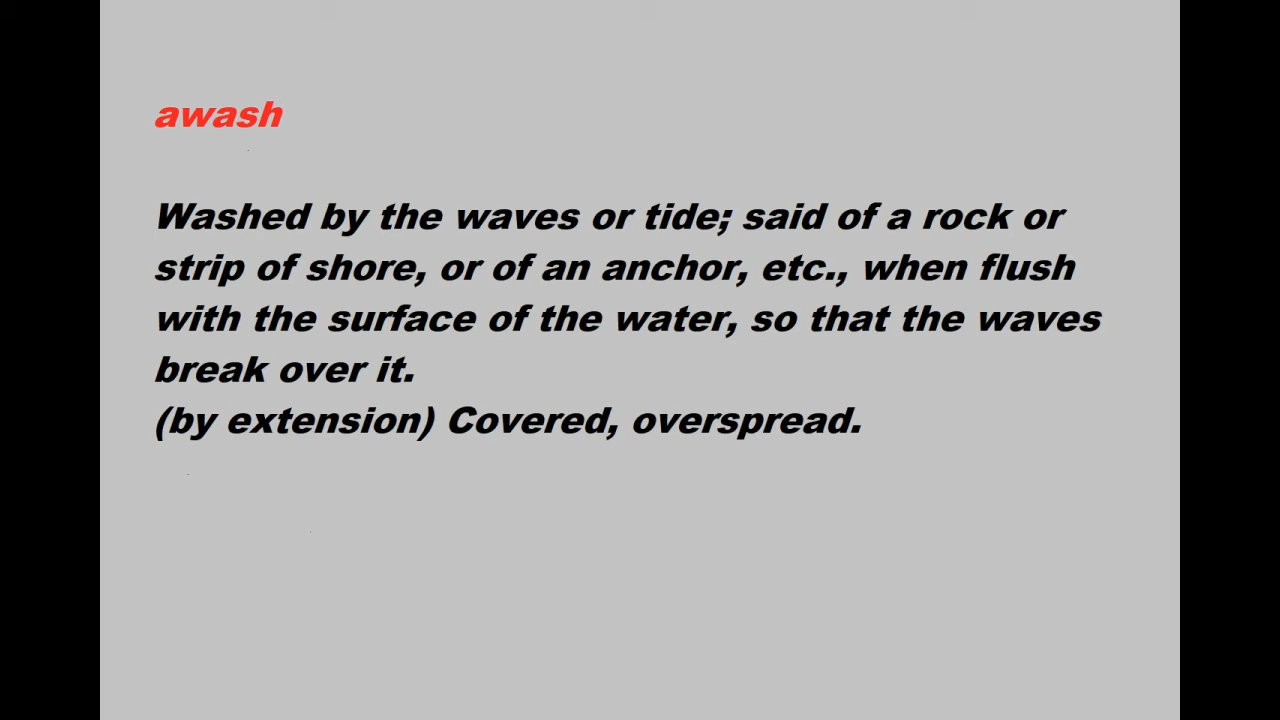 awash
Washed by the waves or tide; said of a rock or
strip of shore, or of an anchor, etc., when flush
with the surface of the water, so that the waves
break over it.
(by extension) Covered, overspread.